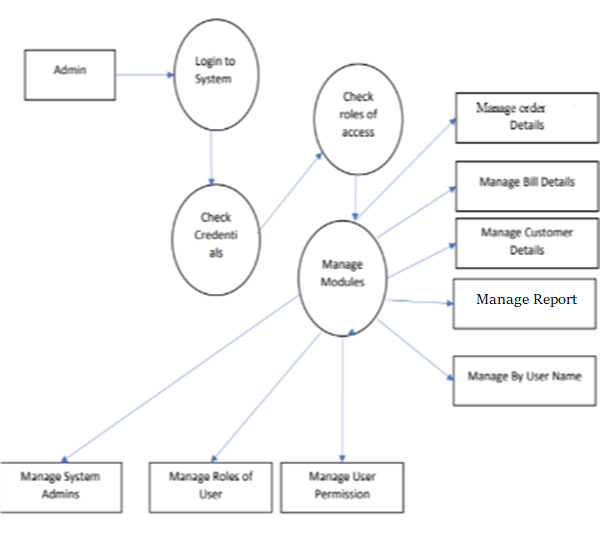 Admin
Login to
System
Check
roles of
access
Manage order
Details
Manage Bill Details
Check
Credenti
als
Manage Customer
Details
Manage
Modules
Manage Report
Manage By User Name
Manage System
Admins
Manage Roles of
User
Manage User
Permission